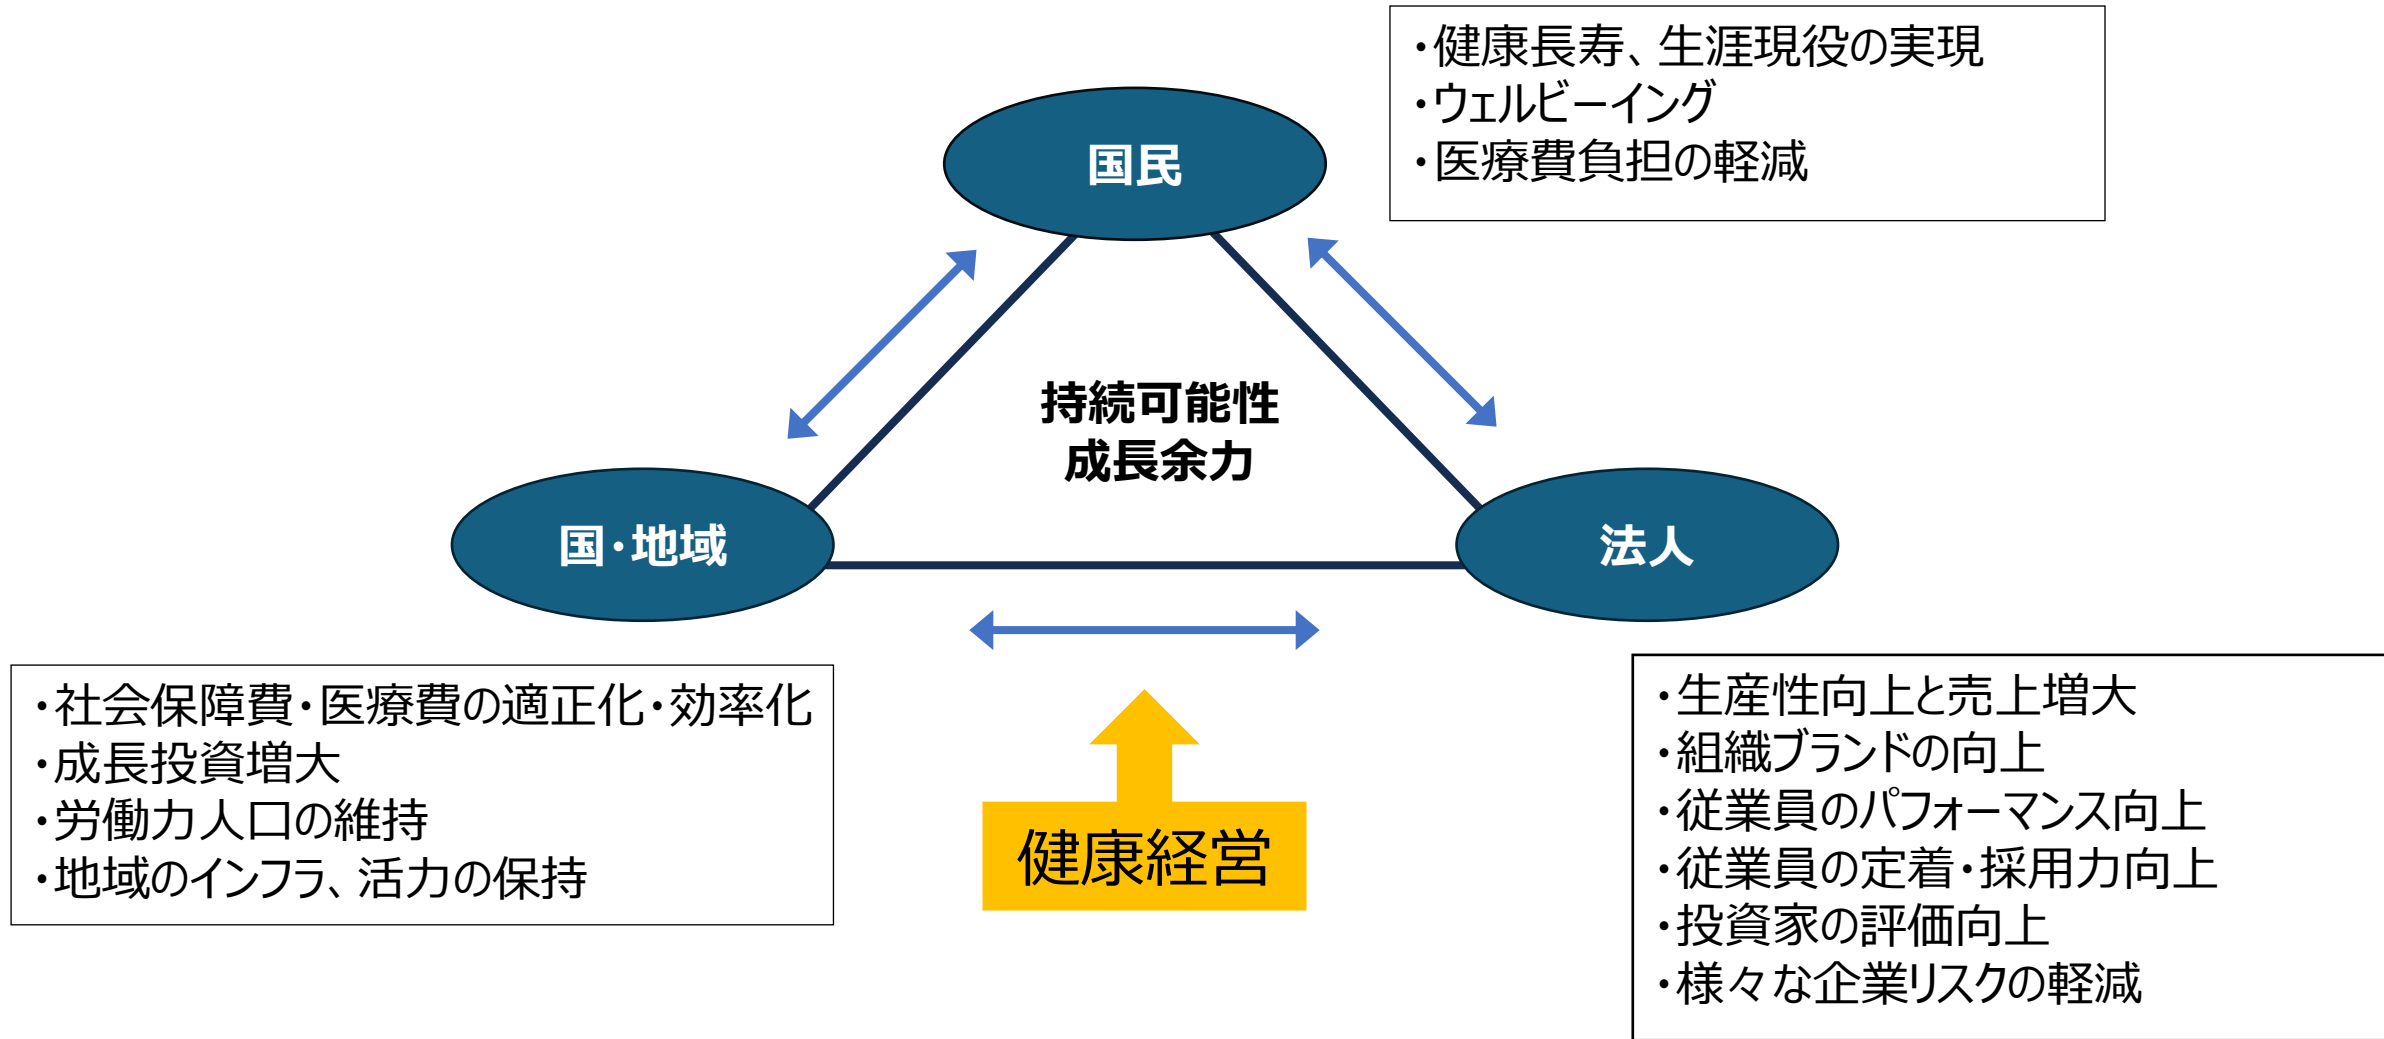 ・健康長寿、生涯現役の実現
・ウェルビーイング
・医療費負担の軽減
国民
持続可能性
成長余力
国・地域
法人
・社会保障費・医療費の適正化・効率化
・成長投資増大
・労働力人口の維持
・地域のインフラ、活力の保持
健康経営
・生産性向上と売上増大
・組織ブランドの向上
・従業員のパフォーマンス向上
・従業員の定着・採用力向上
・投資家の評価向上
・様々な企業リスクの軽減